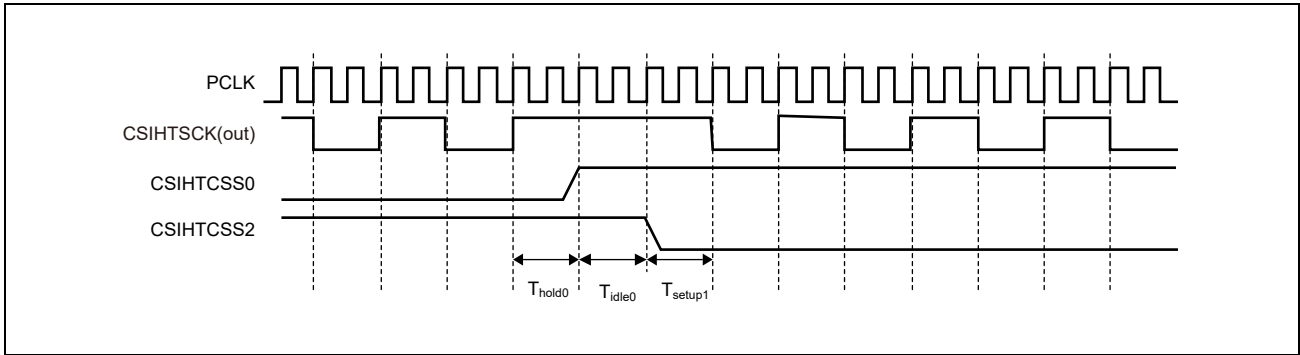 PCLK
CSIHTSCK(out)
CSIHTCSS0
CSIHTCSS2
Thold0 Tidle0 Tsetup1